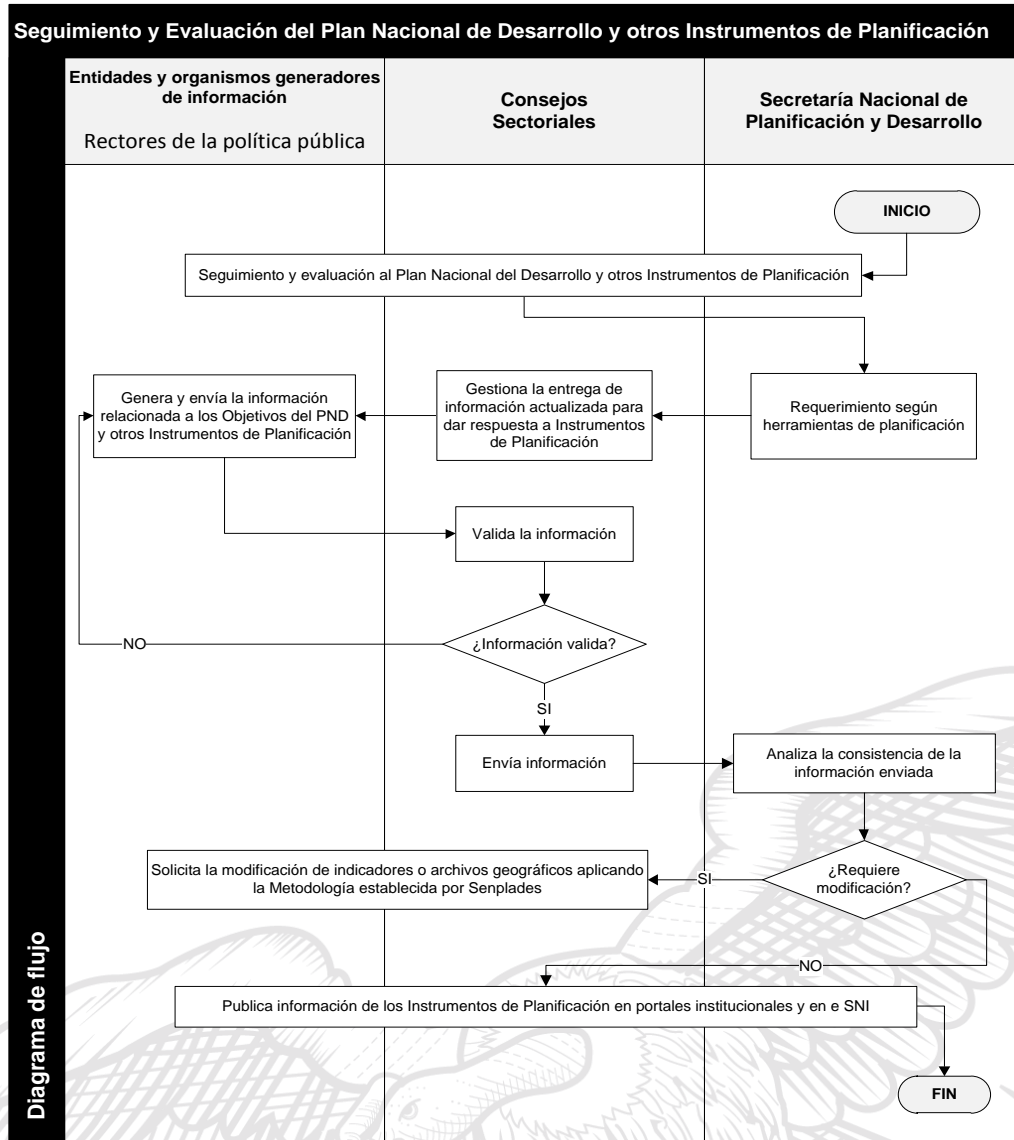 Seguimiento y Evaluación del Plan Nacional de Desarrollo y otros Instrumentos de Planificación
Entidades y organismos generadores
de información
Rectores de la política pública
Consejos
Sectoriales
Secretaría Nacional de
Planificación y Desarrollo
INICIO
Seguimiento y evaluación al Plan Nacional del Desarrollo y otros Instrumentos de Planificación
Genera y envía la información
relacionada a los Objetivos del PND
y otros Instrumentos de Planificación
Gestiona la entrega de
información actualizada para
dar respuesta a Instrumentos
de Planificación
Requerimiento según
herramientas de planificación
Valida la información
¿Información valida?
NO
SI
Envía información
Analiza la consistencia de la
información enviada
Solicita la modificación de indicadores o archivos geográficos aplicando
la Metodología establecida por Senplades
SI
¿Requiere
modificación?
NO
Publica información de los Instrumentos de Planificación en portales institucionales y en e SNI
FIN
Diagrama de flujo